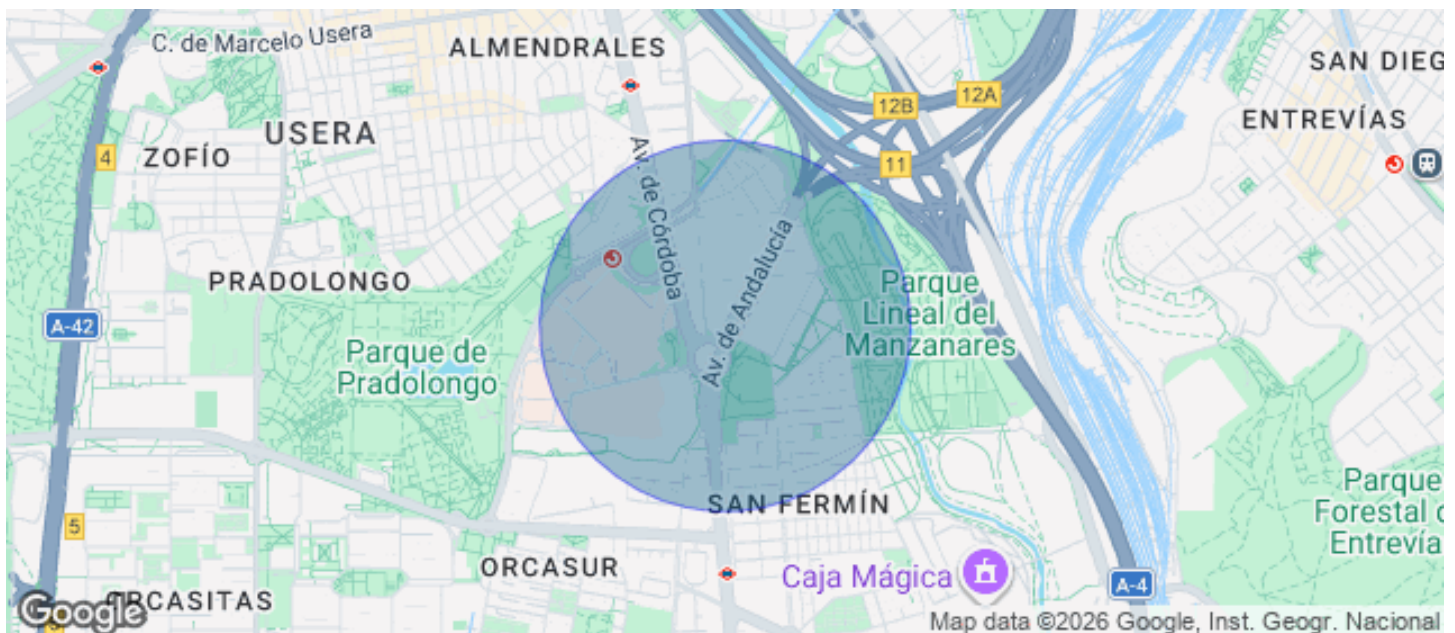 C. de Marcelo Usera
ALMENDRALES
SAN DIEG
12B
12A
ENTREVÍAS
USERA
ZOFÍO
4
11
Av. de Córdoba
Av. de Andalucía
PRADOLONGO
A-42
Parque de
Pradolongo
Parque
Lineal del
Manzanares
SAN FERMÍN
Parque
Forestal d
Entrevía
5
ORCASUR
Caja Mágica
A-4
ORCASITAS
Google
Map data ©2026 Google, Inst. Geogr. Nacional